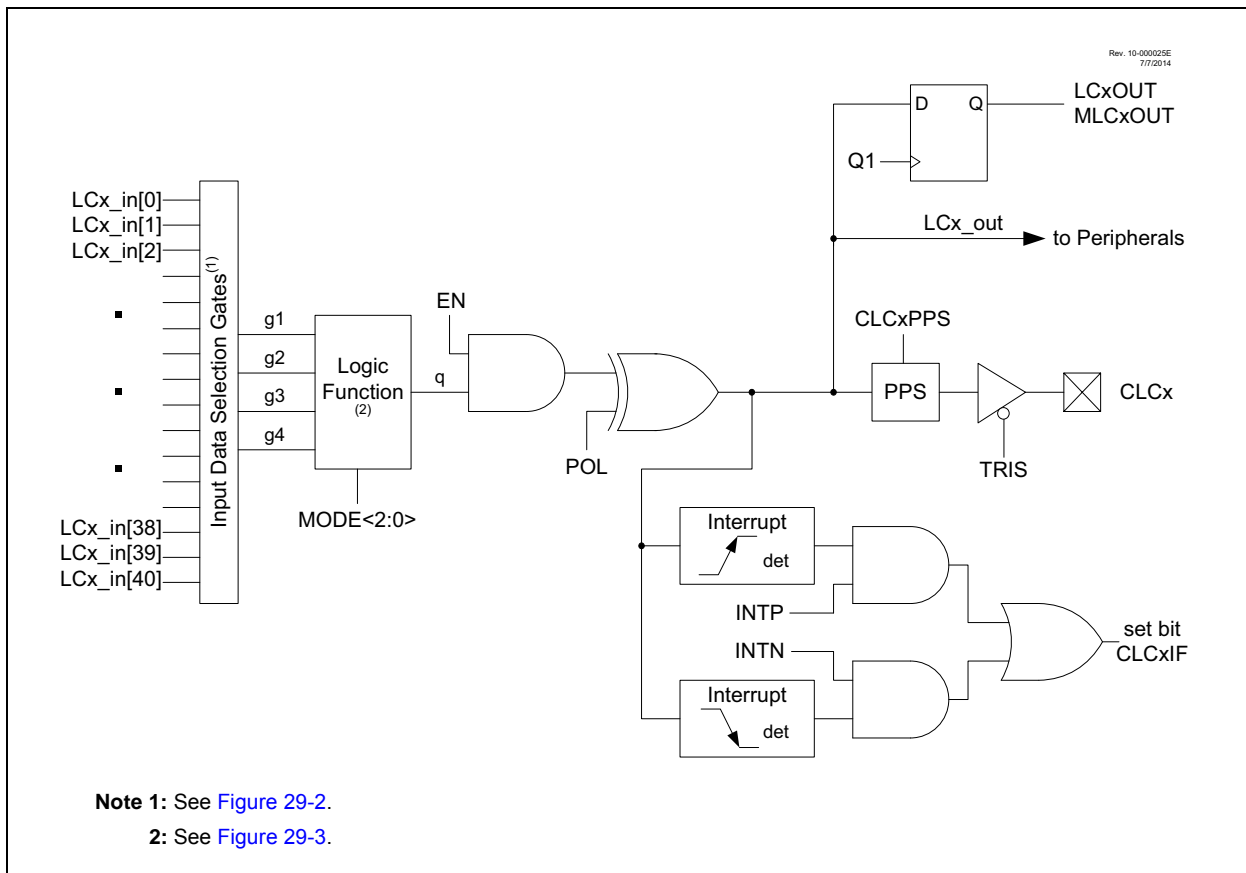 Rev. 10-000025E
7/7/2014
LCxOUT
MLCxOUT
D
Q
Q1
LCx_out
to Peripherals
LCx_in[0]
LCx_in[1]
LCx_in[2]
LCx_in[38]
LCx_in[39]
LCx_in[40]
Input Data Selection Gates(1)
g1
g2
g3
g4
Logic
Function
(2)
MODE<2:0>
EN
q
POL
CLCxPPS
PPS
CLCx
TRIS
Interrupt
det
INTP
INTN
Interrupt
det
set bit
CLCxIF
Note 1: See Figure 29-2.
2: See Figure 29-3.